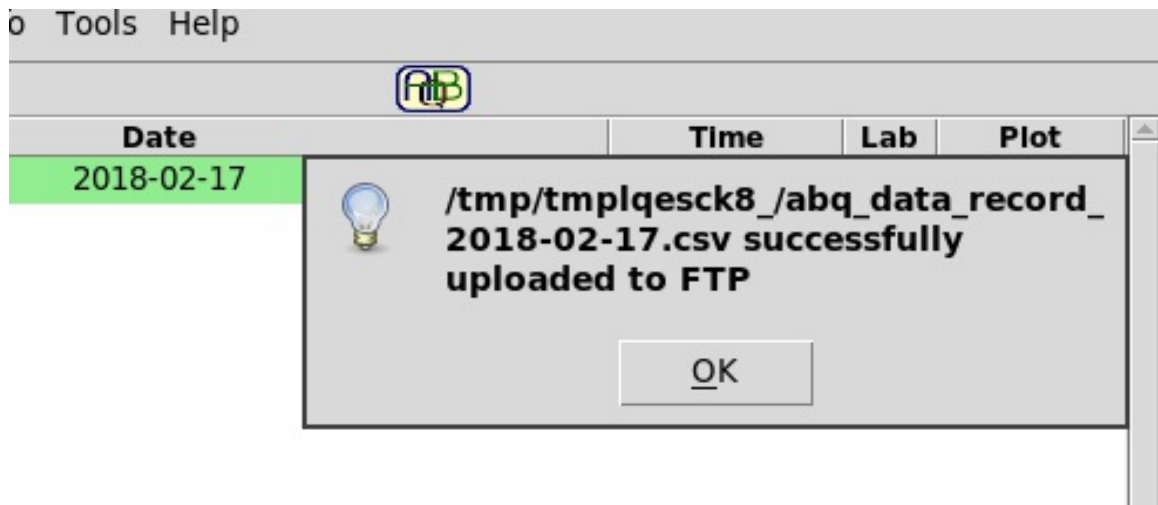 Tools Help
Date Time Lab Plot
2018-02-17
/tmp/tmplqesck8_/abq_data_record_
2018-02-17.csv successfully
uploaded to FTP
OK